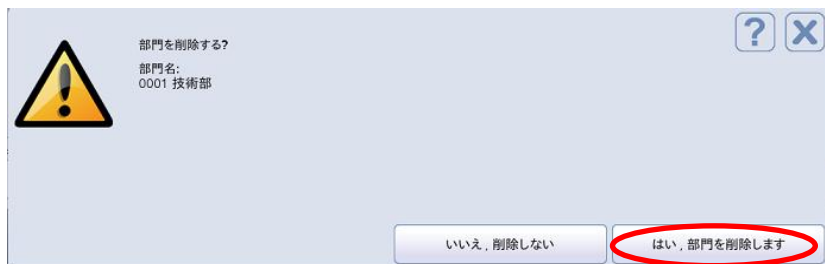 部門を削除する?
部門名:
0001 技術部
いいえ , 削除しない
はい , 部門を削除します